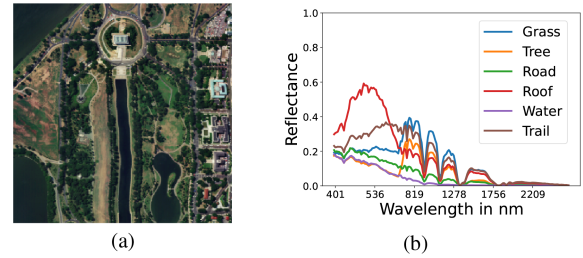 1.0
0.8
0.6
0.4
0.2
0.0
Reflectance
401 536 819 1278 1756 2209
Wavelength in nm
Grass
Tree
Road
Roof
Water
Trail
(a)
(b)